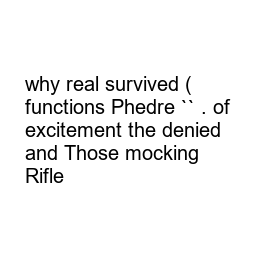 why real survived (
functions Phedre `` . of
excitement the denied
and Those mocking
Rifle